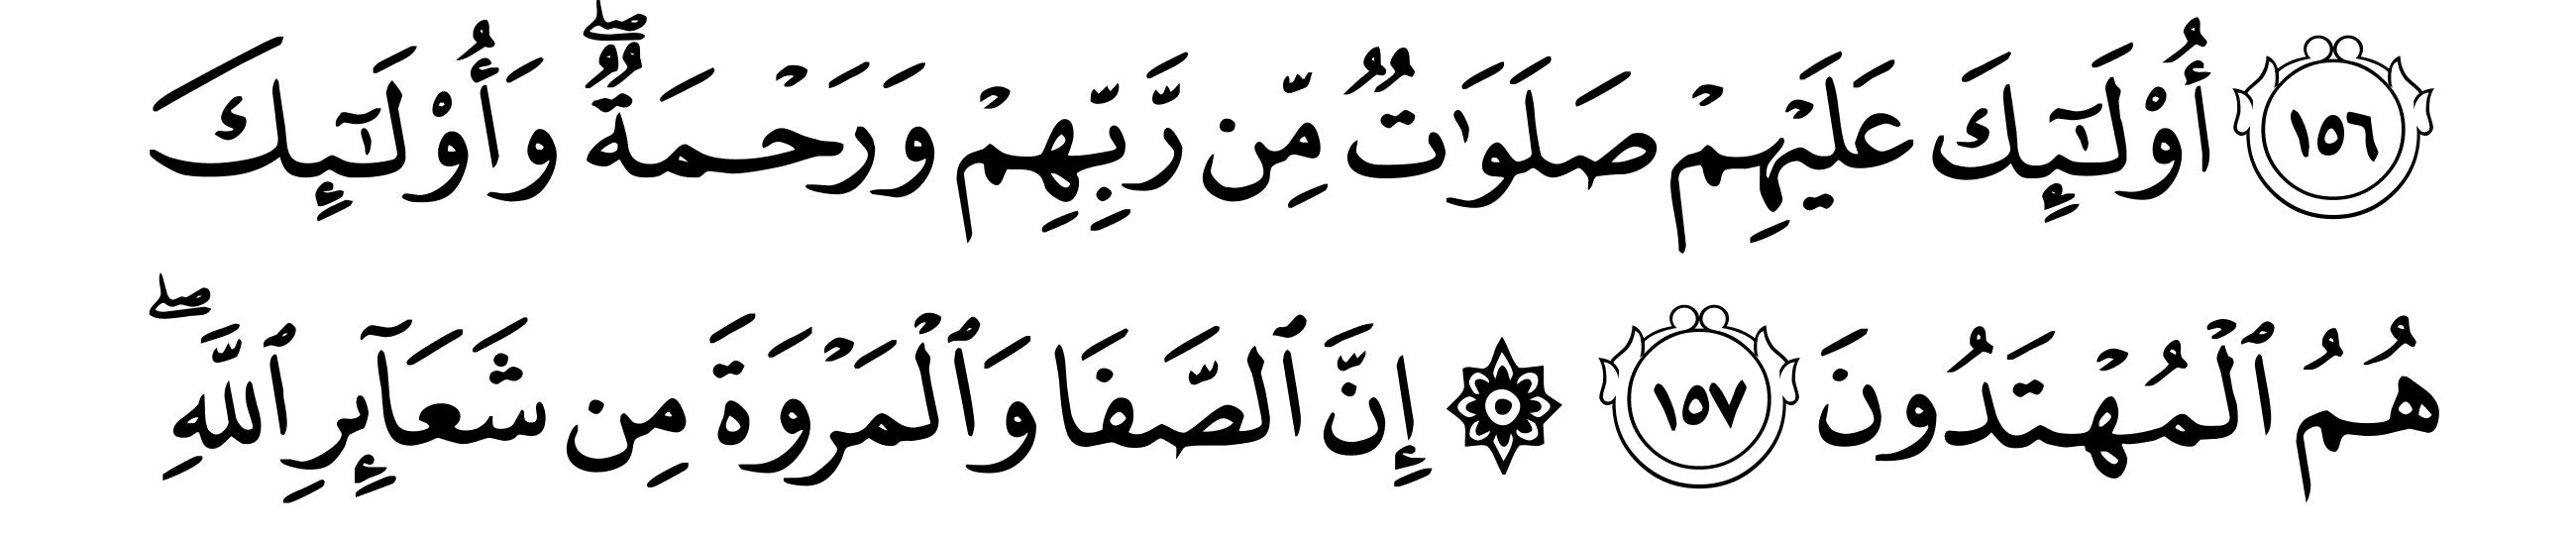 ١٥٦ أُوْلَـٰٓئِكَ عَلَيْهِمْ صَلَوَٰتٌ مِّن رَّبِّهِمْ وَرَحْمَةٌۖ وَأُوْلَـٰٓئِكَ
هُمُ ٱلْمُهْتَدُونَ ١٥٧ ۞ إِنَّ ٱلصَّفَا وَٱلْمَرْوَةَ مِن شَعَآئِرِ ٱللَّهِۖ